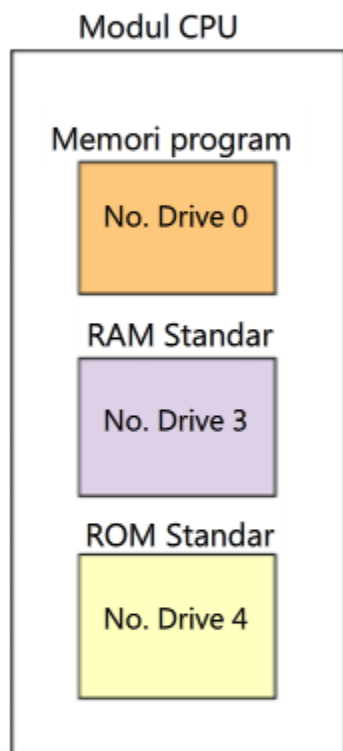 Modul CPU
Memori program
No. Drive 0
RAM Standar
No. Drive 3
ROM Standar
No. Drive 4